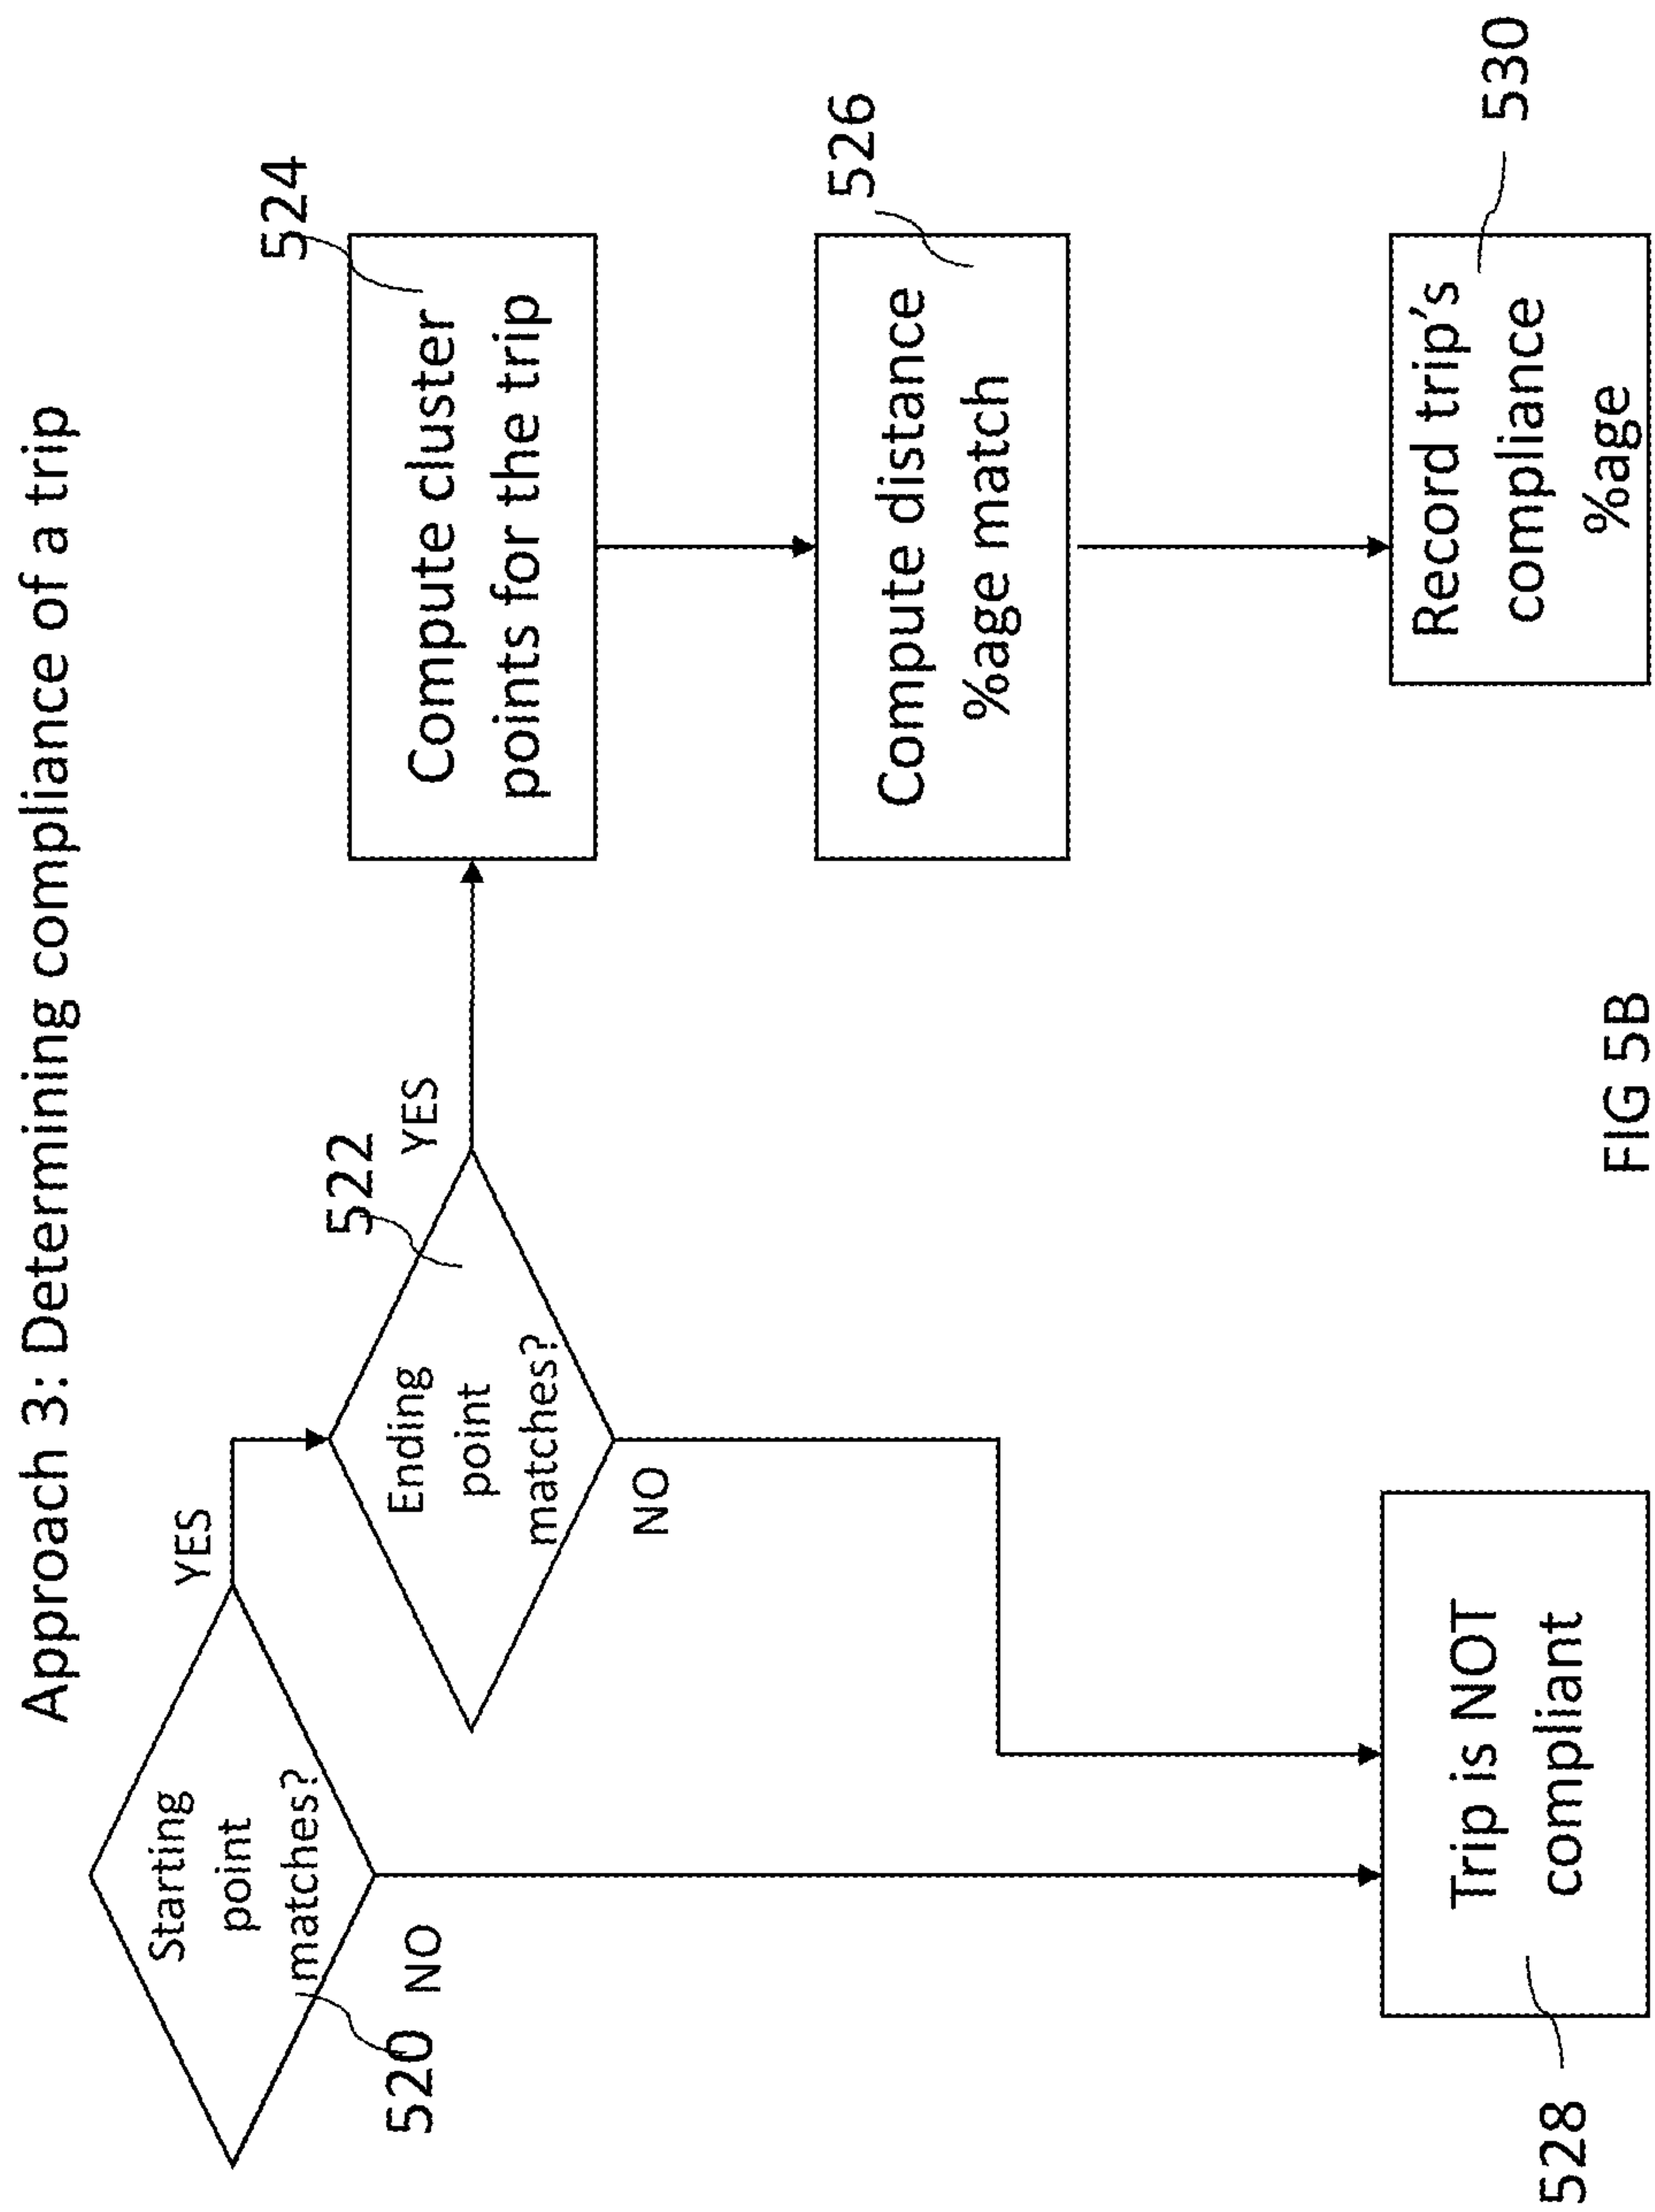 Approach 3: Determining compliance of a trip
Starting
point
matches?
520
YES
NO
Ending
point
matches?
522
YES
NO
Compute cluster
points for the trip
524
Compute distance
%age match
526
Trip is NOT
compliant
528
Record trip's
compliance
%age
530
FIG 5B